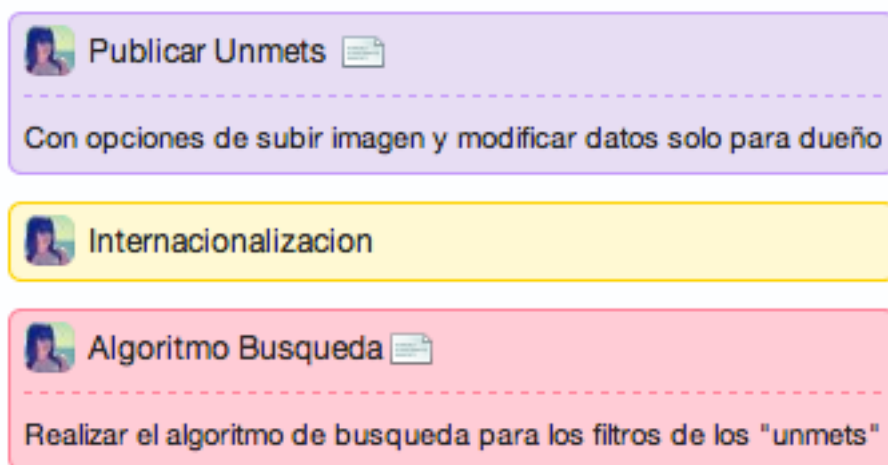 Publicar Unmets
Con opciones de subir imagen y modificar datos solo para dueño
Internacionalizacion
Algoritmo Busqueda
Realizar el algoritmo de busqueda para los filtros de los "unmets"